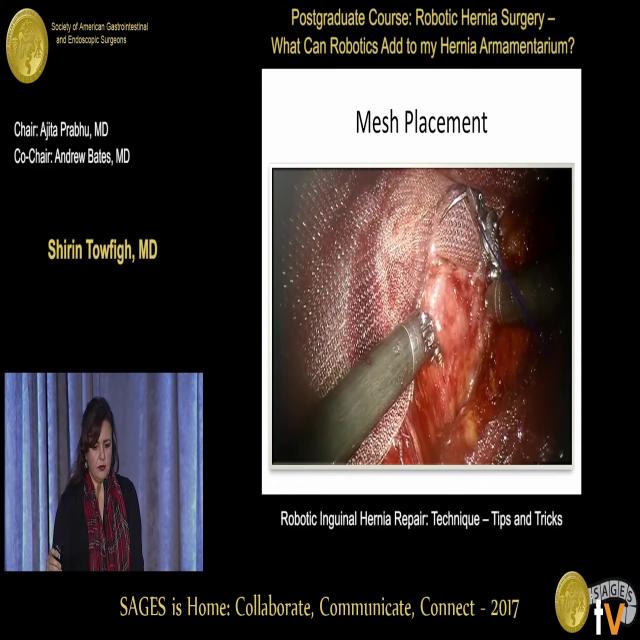 Society of American Gastrointestinal
and Endoscopic Surgeons
Postgraduate Course: Robotic Hernia Surgery –
What Can Robotics Add to my Hernia Armamentarium?
Chair: Ajita Prabhu, MD
Co-Chair: Andrew Bates, MD
Shirin Towfigh, MD
Mesh Placement
Robotic Inguinal Hernia Repair: Technique – Tips and Tricks
SAGES is Home: Collaborate, Communicate, Connect - 2017
SAGES
tv